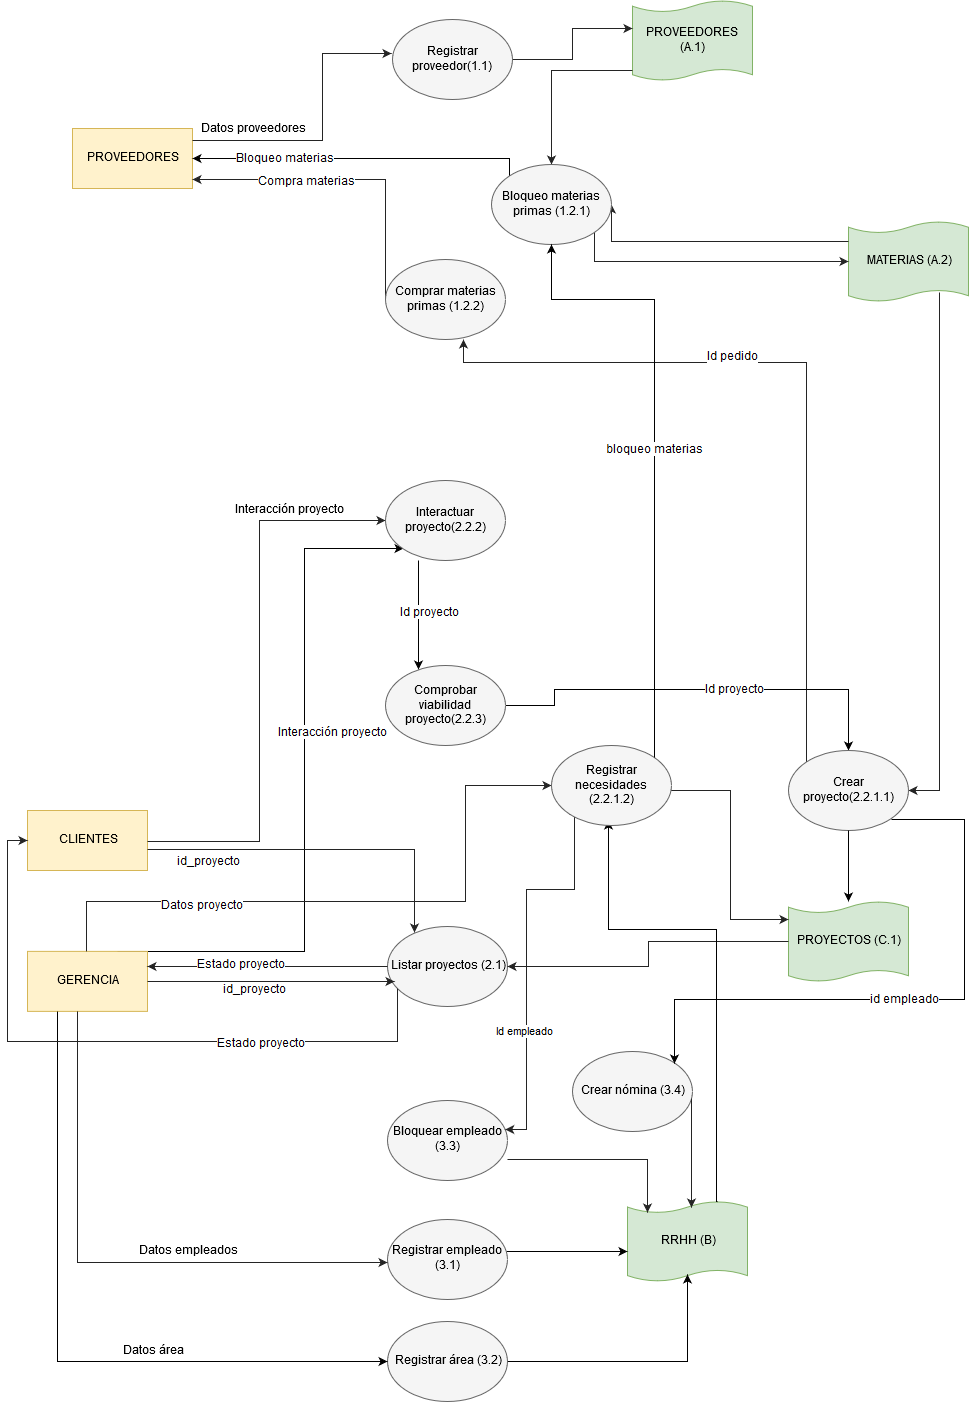 Registrar
proveedor(1.1)
PROVEEDORES
(A.1)
Datos proveedores
PROVEEDORES
Bloqueo materias
Compra materias
Bloqueo materias
primas (1.2.1)
MATERIAS (A.2)
Comprar materias
primas (1.2.2)
Id pedido
bloqueo materias
Interacción proyecto
Interactuar
proyecto(2.2.2)
Id proyecto
Comprobar
viabilidad
proyecto(2.2.3)
Id proyecto
Interacción proyecto
Registrar
necesidades
(2.2.1.2)
Crear
proyecto(2.2.1.1)
CLIENTES
id_proyecto
Datos proyecto
PROYECTOS (C.1)
GERENCIA
Estado proyecto
Listar proyectos (2.1)
id_proyecto
id empleado
Estado proyecto
Id empleado
Crear nómina (3.4)
Bloquear empleado
(3.3)
Datos empleados
Registrar empleado
(3.1)
RRHH (B)
Datos área
Registrar área (3.2)